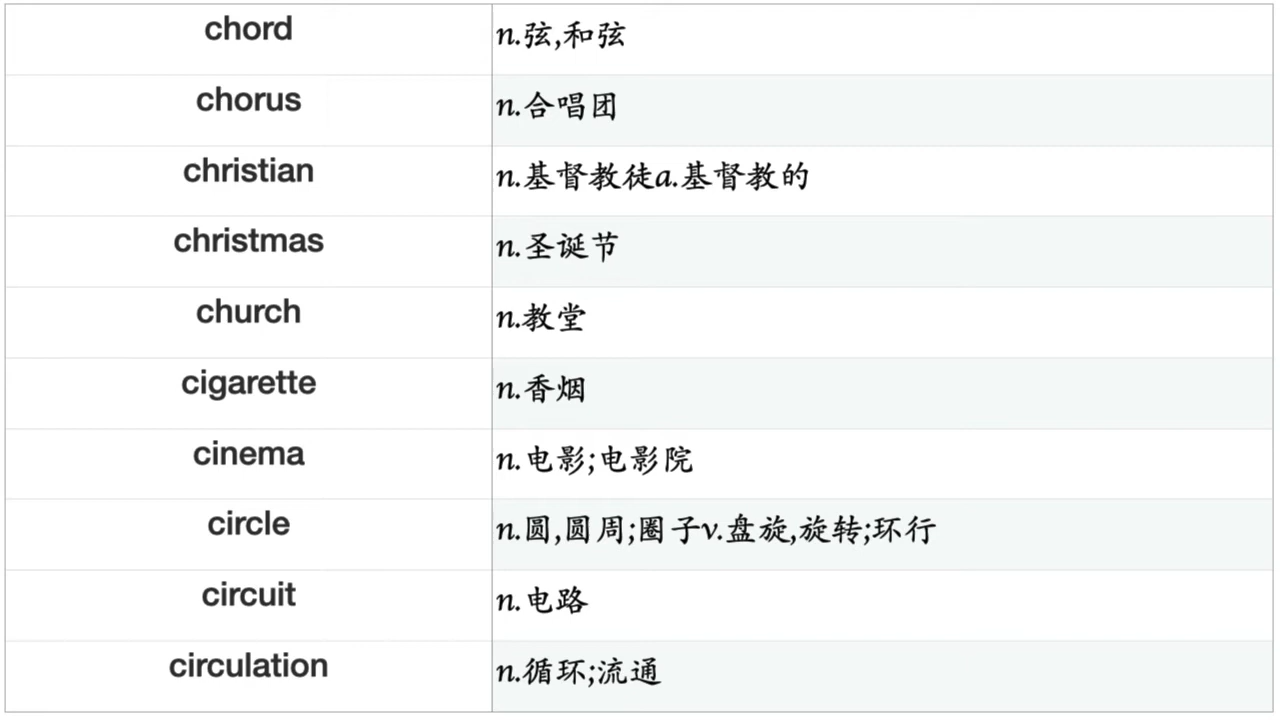 chord n.弦,和弦
chorus n.合唱团
christian n.基督教徒a.基督教的
christmas n.圣诞节
church n.教堂
cigarette n.香烟
cinema n.电影;电影院
circle n.圆,圆周;圈子v.盘旋,旋转;环行
circuit n.电路
circulation n.循环;流通